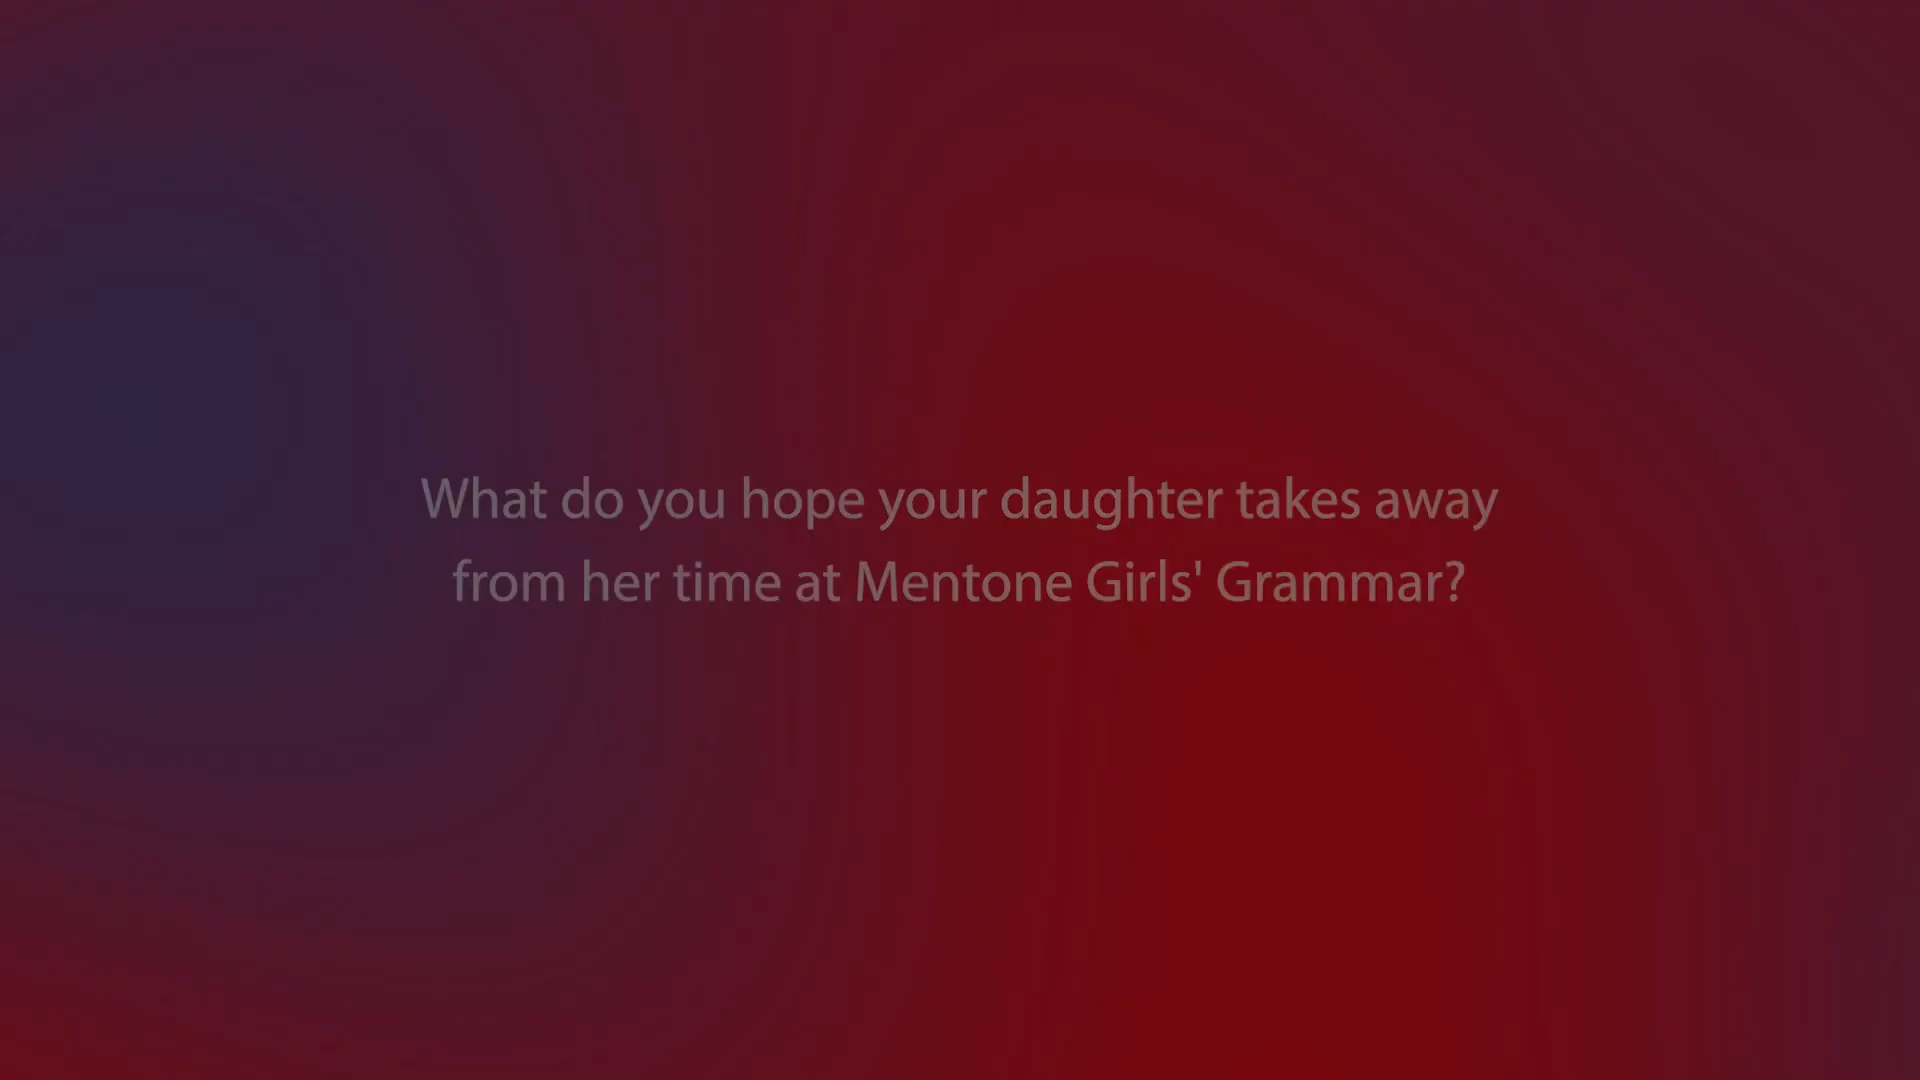 What do you hope your daughter takes away
from her time at Mentone Girls' Grammar?